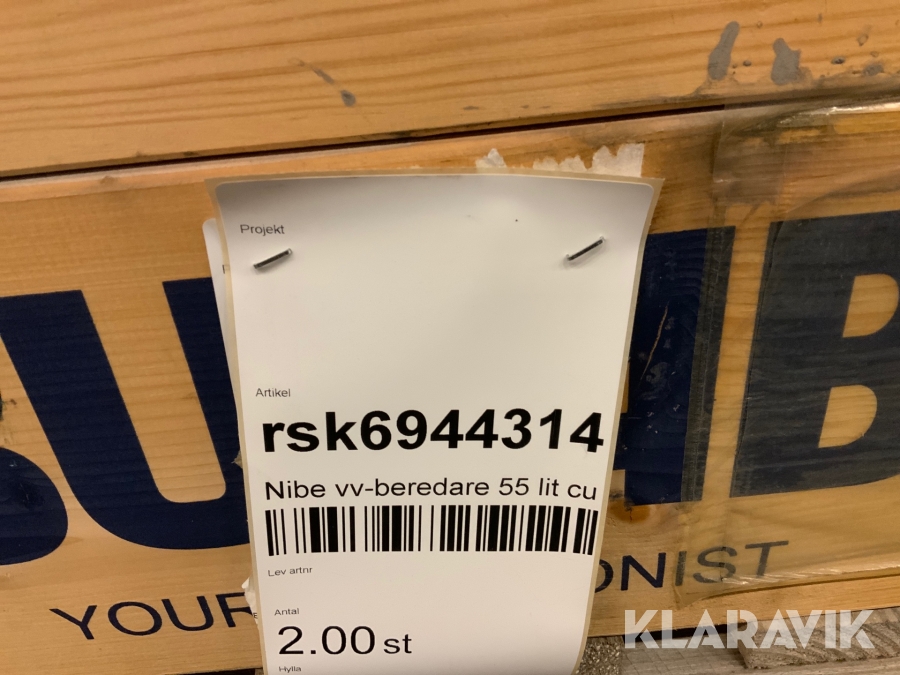 Projekt
Artikel
rsk6944314
Nibe vv-beredare 55 lit cu
Lev artnr
Antal
2.00 st
Hylla
YOUR
ONIST
KLARAVIK